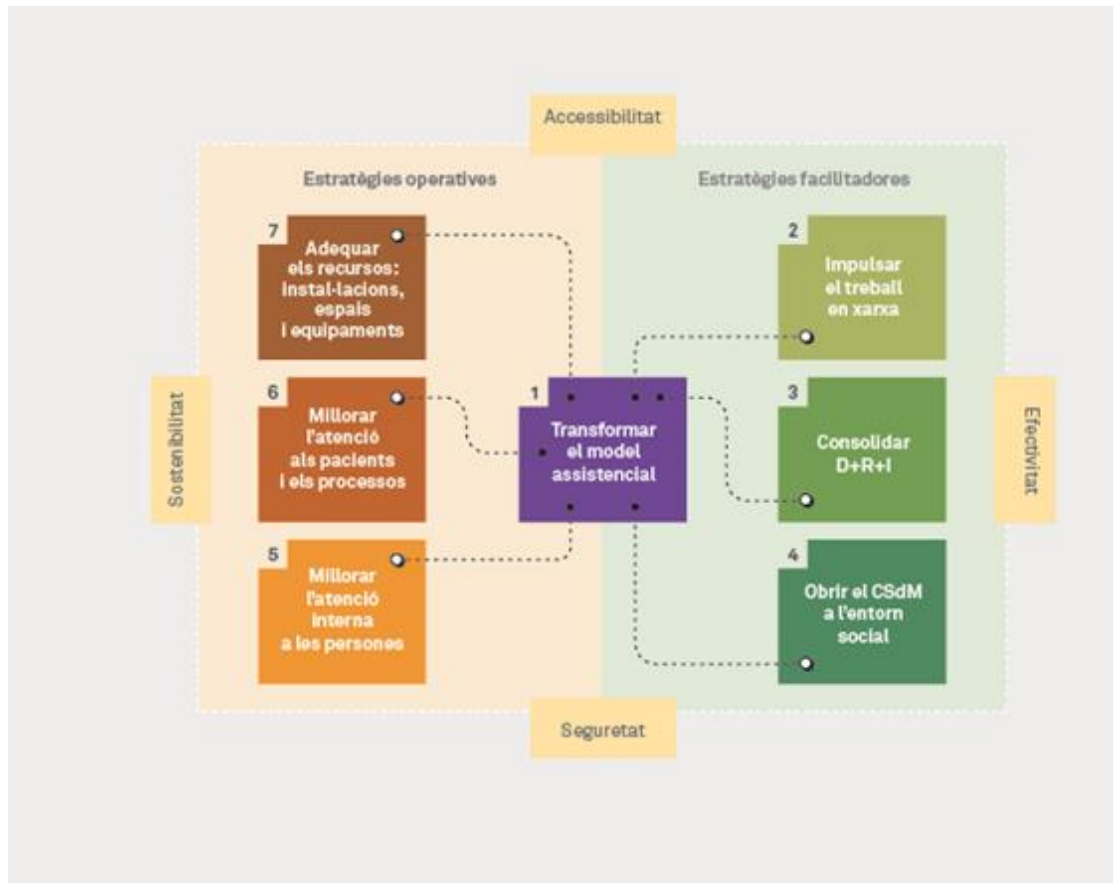 Accessibilitat
Estratègies operatives
Estratègies facilitadores
7
Adequar
els recursos:
instal·lacions,
espais
i equipaments
2
Impulsar
el treball
en xarxa
6
Millorar
l'atenció
als pacients
i els processos
1
Transformar
el model
assistencial
3
Consolidar
D+R+I
Sostenibilitat
Efectivitat
5
Millorar
l'atenció
interna
a les persones
4
Obrir el CSdM
a l'entorn
social
Seguretat